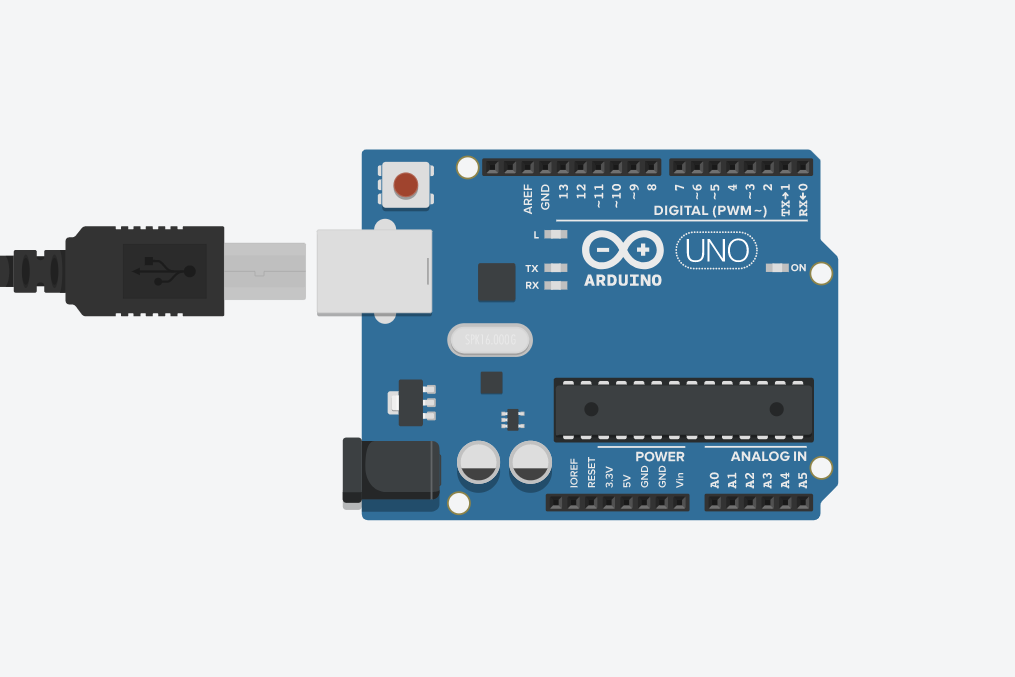 AREF
GND
13
12
~11
~10
~9
8
7
~6
~5
4
~3
2
TX→1
RX←0
DIGITAL (PWM ~)
L
TX
RX
ARDUINO
UNO
ON
SPK16.000G
POWER
ANALOG IN
IOREF
RESET
3.3V
5V
GND
GND
Vin
A0
A1
A2
A3
A4
A5